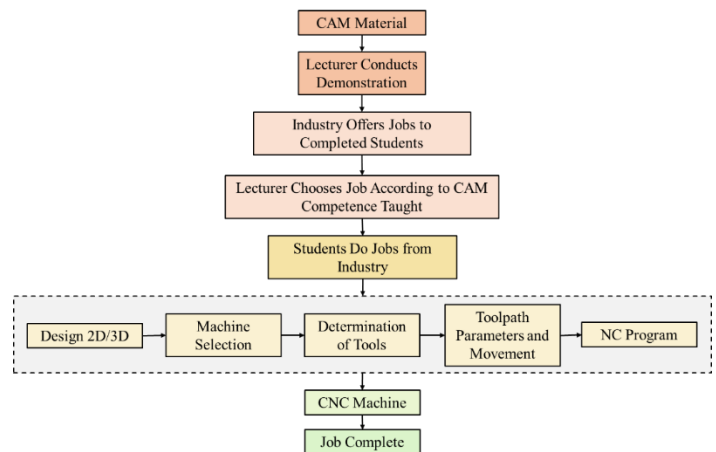 CAM Material
Lecturer Conducts
Demonstration
Industry Offers Jobs to
Completed Students
Lecturer Chooses Job According to CAM
Competence Taught
Students Do Jobs from
Industry
Design 2D/3D
Machine
Selection
Determination
of Tools
Toolpath
Parameters and
Movement
NC Program
CNC Machine
Job Complete